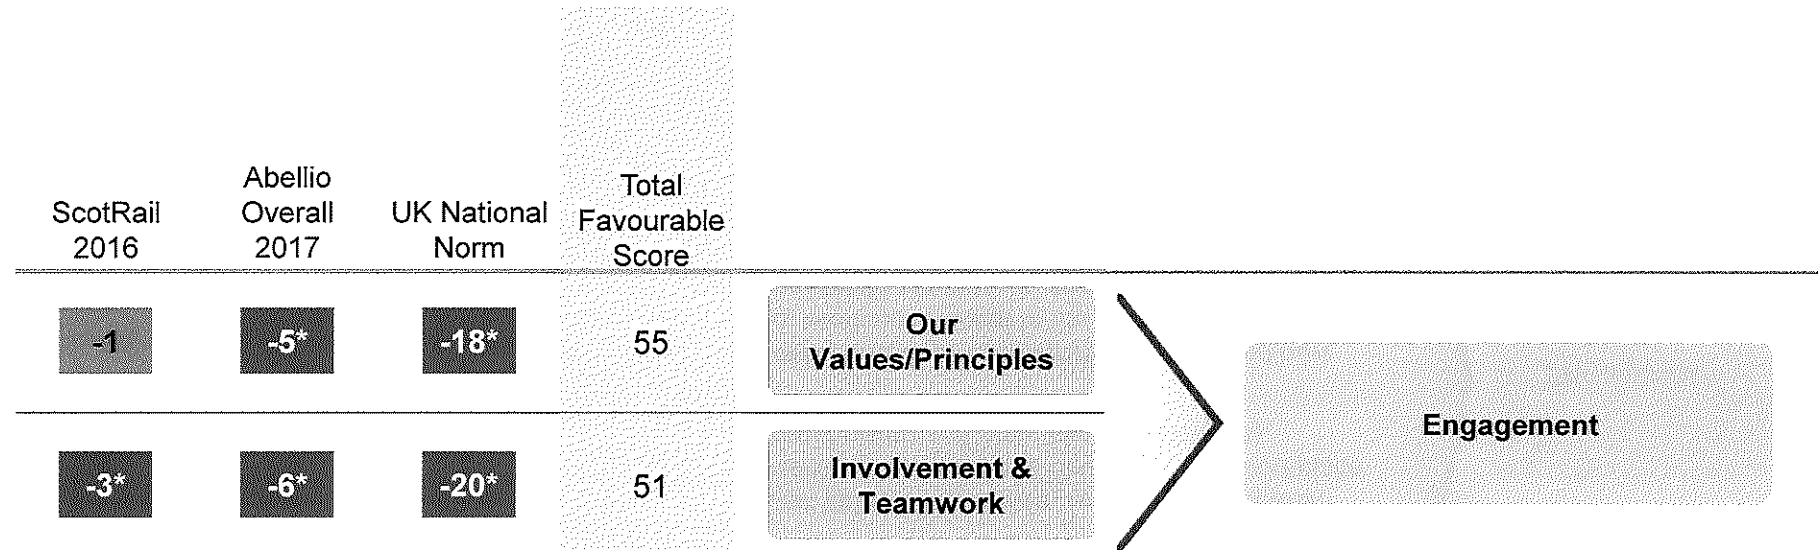 ScotRail
2016
Abellio
Overall
2017
UK National
Norm
Total
Favourable
Score
-1
-5*
-18*
55
Our
Values/Principles
-3*
-6*
-20*
51
Involvement &
Teamwork
Engagement